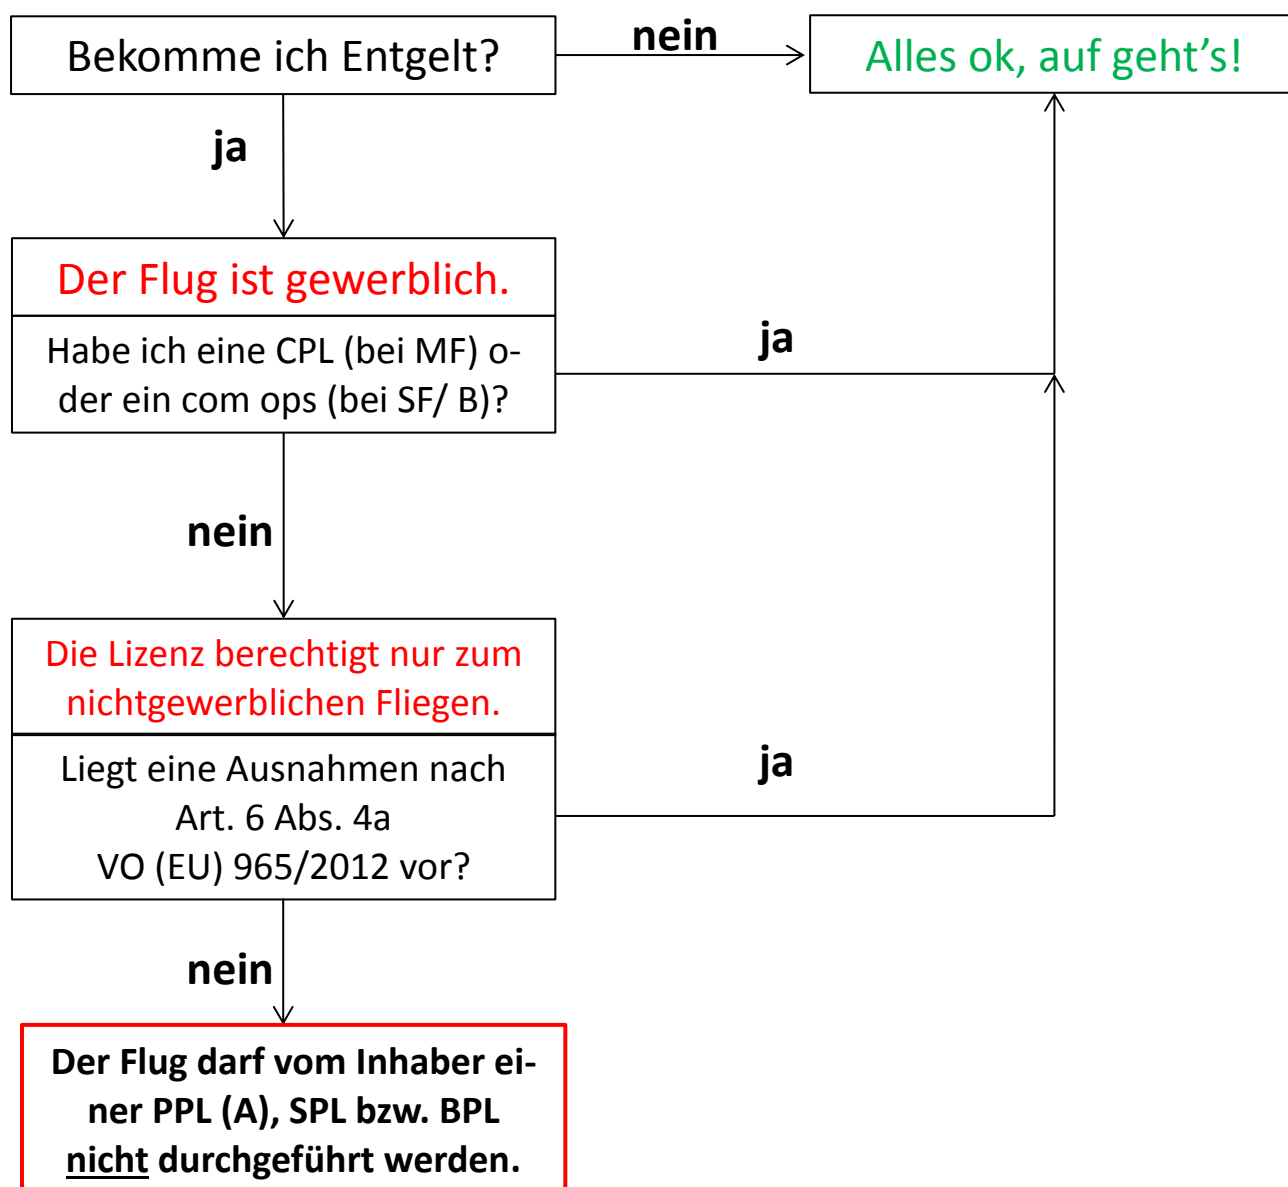 Bekomme ich Entgelt?
nein
Alles ok, auf geht’s!
ja
Der Flug ist gewerblich.
Habe ich eine CPL (bei MF) o-
der ein com ops (bei SF/ B)?
ja
nein
Die Lizenz berechtigt nur zum
nichtgewerblichen Fliegen.
Liegt eine Ausnahmen nach
Art. 6 Abs. 4a
VO (EU) 965/2012 vor?
ja
nein
Der Flug darf vom Inhaber ei-
ner PPL (A), SPL bzw. BPL
nicht durchgeführt werden.